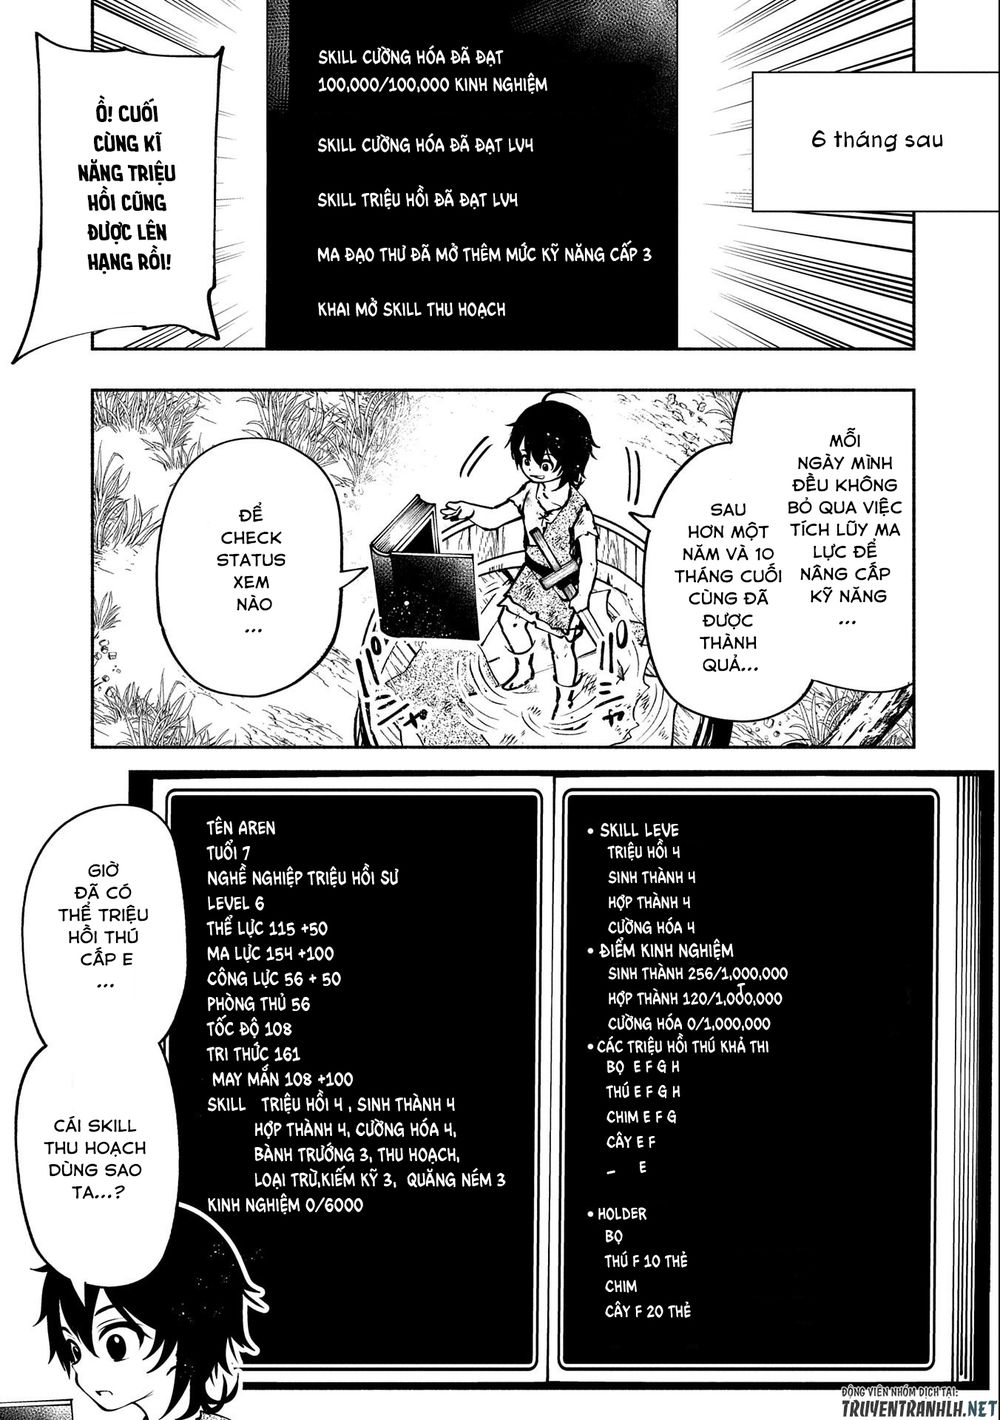 6 tháng sau
SKILL CƯỜNG HÓA ĐÃ ĐẠT
100,000/100,000 KINH NGHIỆM
SKILL CƯỜNG HÓA ĐÃ ĐẠT LV4
SKILL TRIỆU HỒI ĐÃ ĐẠT LV4
MA ĐẠO THƯ ĐÃ MỞ THÊM MỨC KỸ NĂNG CẤP 3
KHAI MỞ SKILL THU HOẠCH
Ồ! CUỐI
CÙNG KĨ
NĂNG TRIỆU
HỒI CŨNG
ĐƯỢC LÊN
HẠNG RỒI!
MỖI
NGÀY MÌNH
ĐỀU KHÔNG
BỎ QUA VIỆC
TÍCH LŨY MA
LỰC ĐỂ
NÂNG CẤP
KỸ NĂNG
...
SAU
HƠN MỘT
NĂM VÀ 10
THÁNG CUỐI
CÙNG ĐÃ
ĐƯỢC
THÀNH
QUẢ...
ĐỂ
CHECK
STATUS
XEM
NÀO
...
TÊN AREN
TUỔI 7
NGHỀ NGHIỆP TRIỆU HỒI SƯ
LEVEL 6
THỂ LỰC 115 +50
MA LỰC 154 +100
CÔNG LỰC 56 + 50
PHÒNG THỦ 56
TỐC ĐỘ 108
TRI THỨC 161
MAY MẮN 108 +100
SKILL TRIỆU HỒI 4 , SINH THÀNH 4
HỢP THÀNH 4, CƯỜNG HÓA 4,
BÀNH TRƯỚNG 3, THU HOẠCH,
LOẠI TRỪ,KIẾM KỸ 3, QUĂNG NÉM 3
KINH NGHIỆM 0/6000
• SKILL LEVE
TRIỆU HỒI 4
SINH THÀNH 4
HỢP THÀNH 4
CƯỜNG HÓA 4
• ĐIỂM KINH NGHIỆM
SINH THÀNH 256/1,000,000
HỢP THÀNH 120/1,000,000
CƯỜNG HÓA 0/1,000,000
• CÁC TRIỆU HỒI THÚ KHẢ THI
BỌ E F G H
THÚ E F G H
CHIM E F G
CÂY E F
_ E
• HOLDER
BỌ
THÚ F 10 THẺ
CHIM
CÂY F 20 THẺ
GIỜ
ĐÃ CÓ
THỂ TRIỆU
HỒI THÚ
CẤP E
...
CÁI SKILL
THU HOẠCH
DÙNG SAO
TA...?
ĐỘNG VIÊN NHÓM DỊCH TẠI:
TRUYENTRANHLH.NET